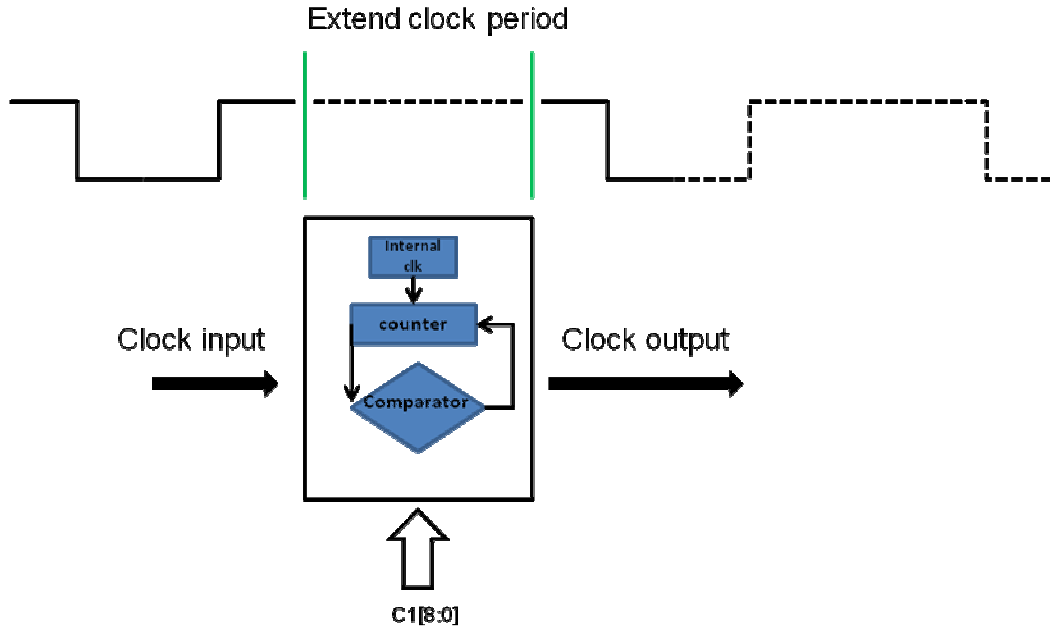 Extend clock period
Internal
clk
counter
Clock input
Clock output
Comparator
C1[8:0]